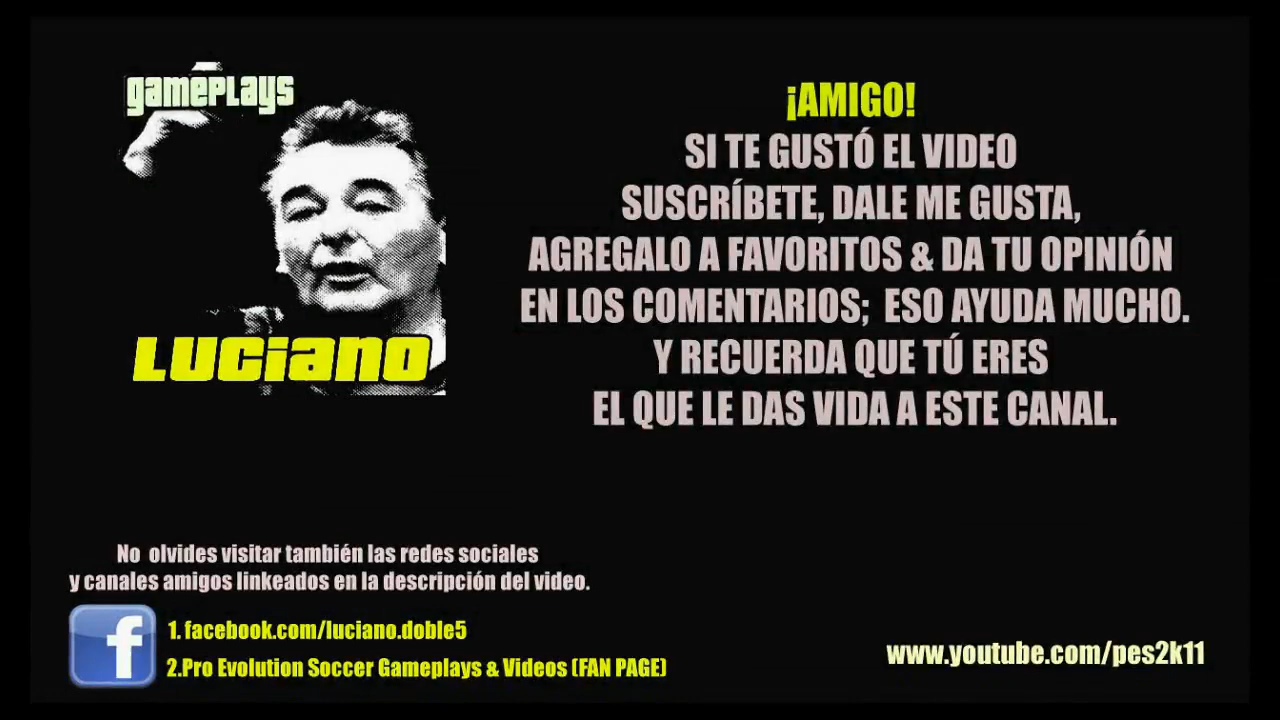 gameplays
LUCIANO
¡AMIGO!
SI TE GUSTÓ EL VIDEO
SUSCRÍBETE, DALE ME GUSTA,
AGREGALO A FAVORITOS & DA TU OPINIÓN
EN LOS COMENTARIOS; ESO AYUDA MUCHO.
Y RECUERDA QUE TÚ ERES
EL QUE LE DAS VIDA A ESTE CANAL.
No olvides visitar también las redes sociales
y canales amigos linkeados en la descripción del video.
f
1. facebook.com/luciano.doble5
2.Pro Evolution Soccer Gameplays & Videos (FAN PAGE)
www.youtube.com/pes2k11